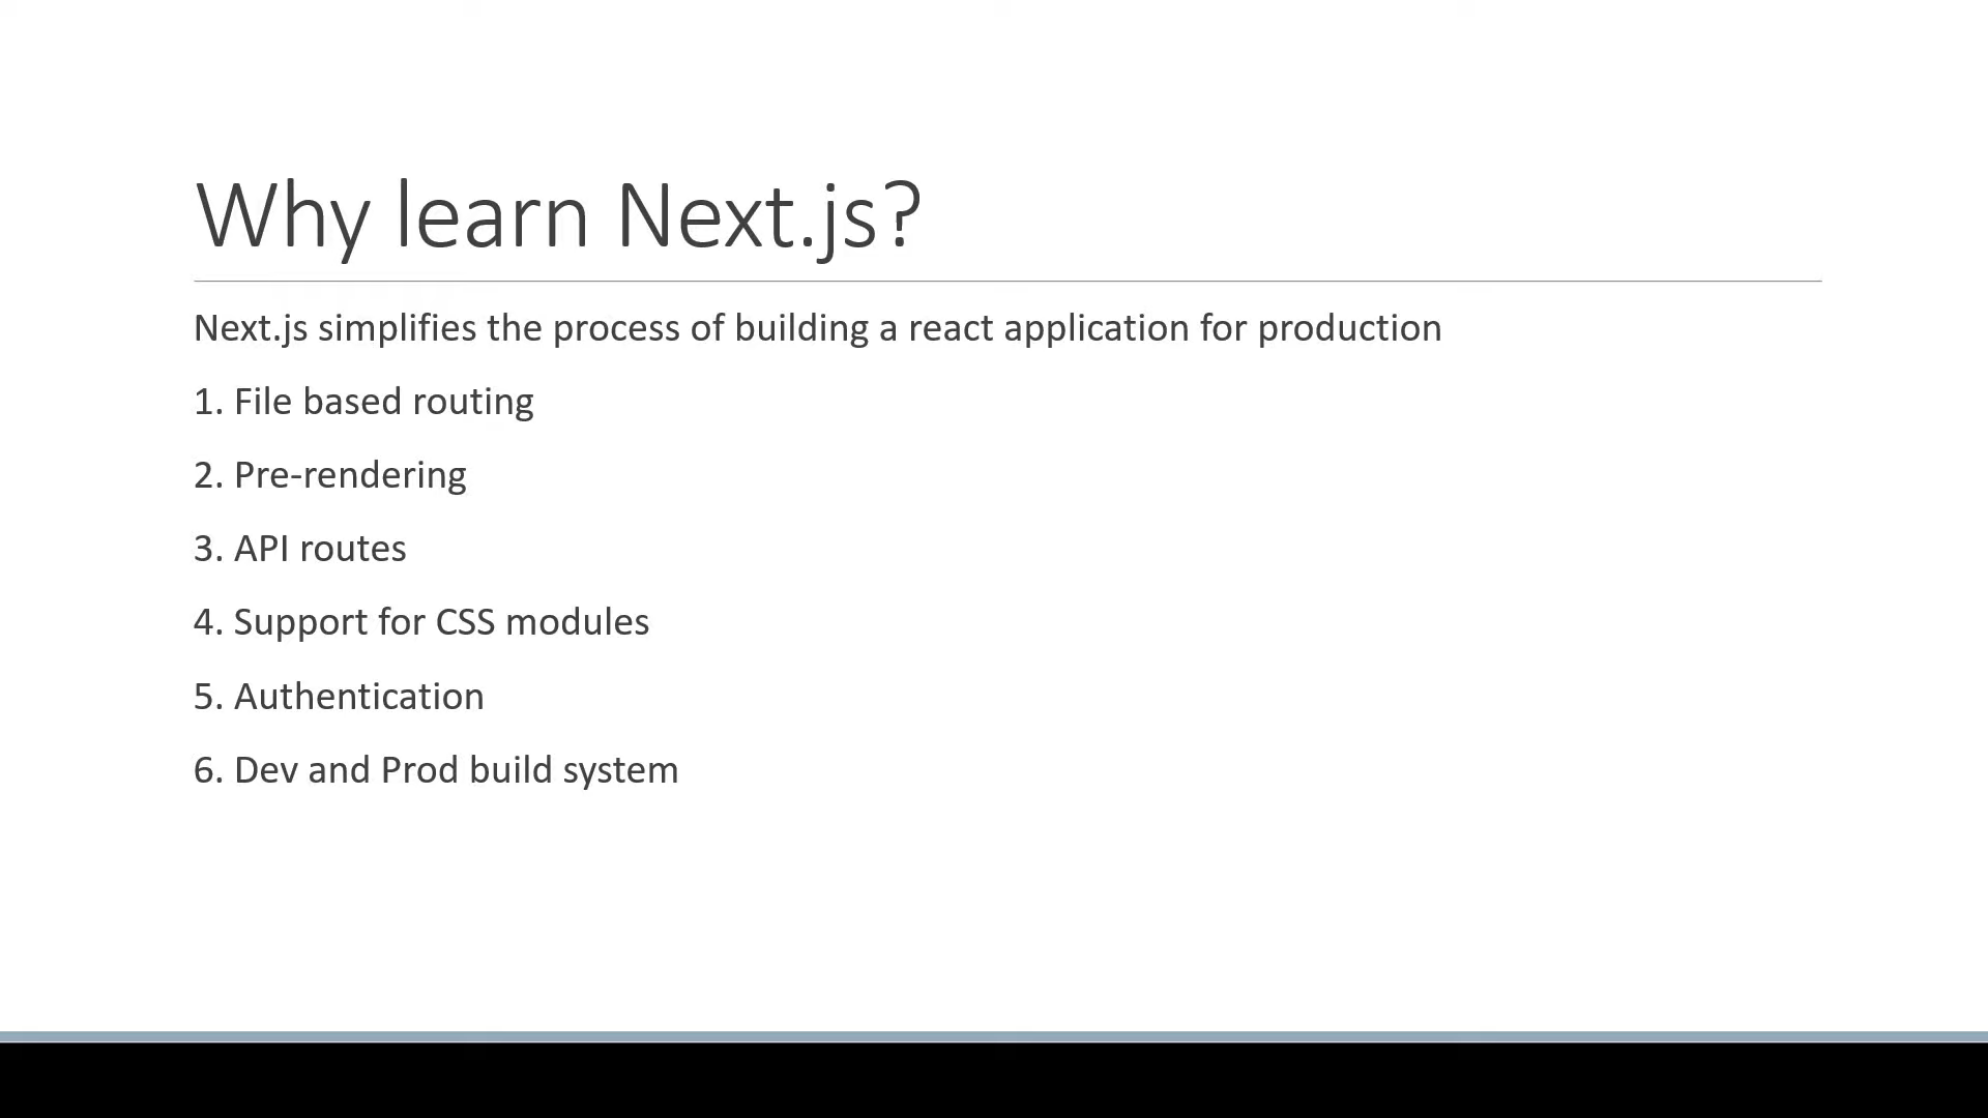 Why learn Next.js?
Next.js simplifies the process of building a react application for production
1. File based routing
2. Pre-rendering
3. API routes
4. Support for CSS modules
5. Authentication
6. Dev and Prod build system